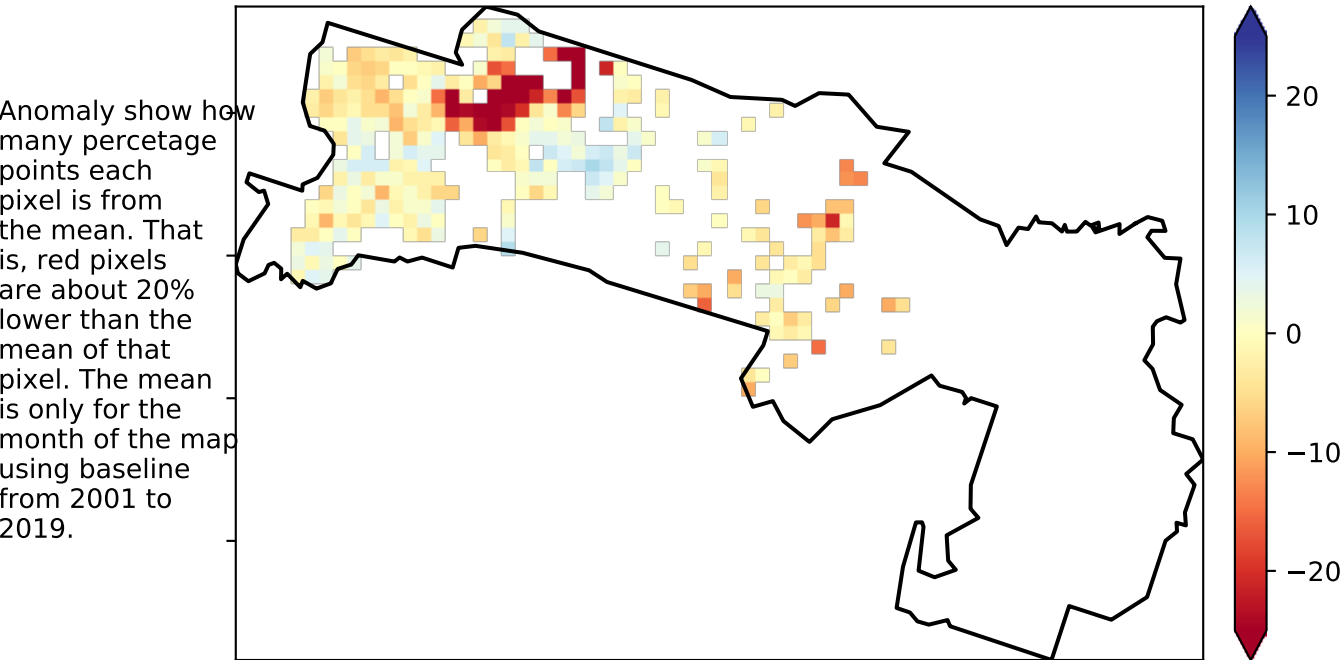 Anomaly show how
many percetage
points each
pixel is from
the mean. That
is, red pixels
are about 20%
lower than the
mean of that
pixel. The mean
is only for the
month of the map
using baseline
from 2001 to
2019.
20
10
0
−10
−20